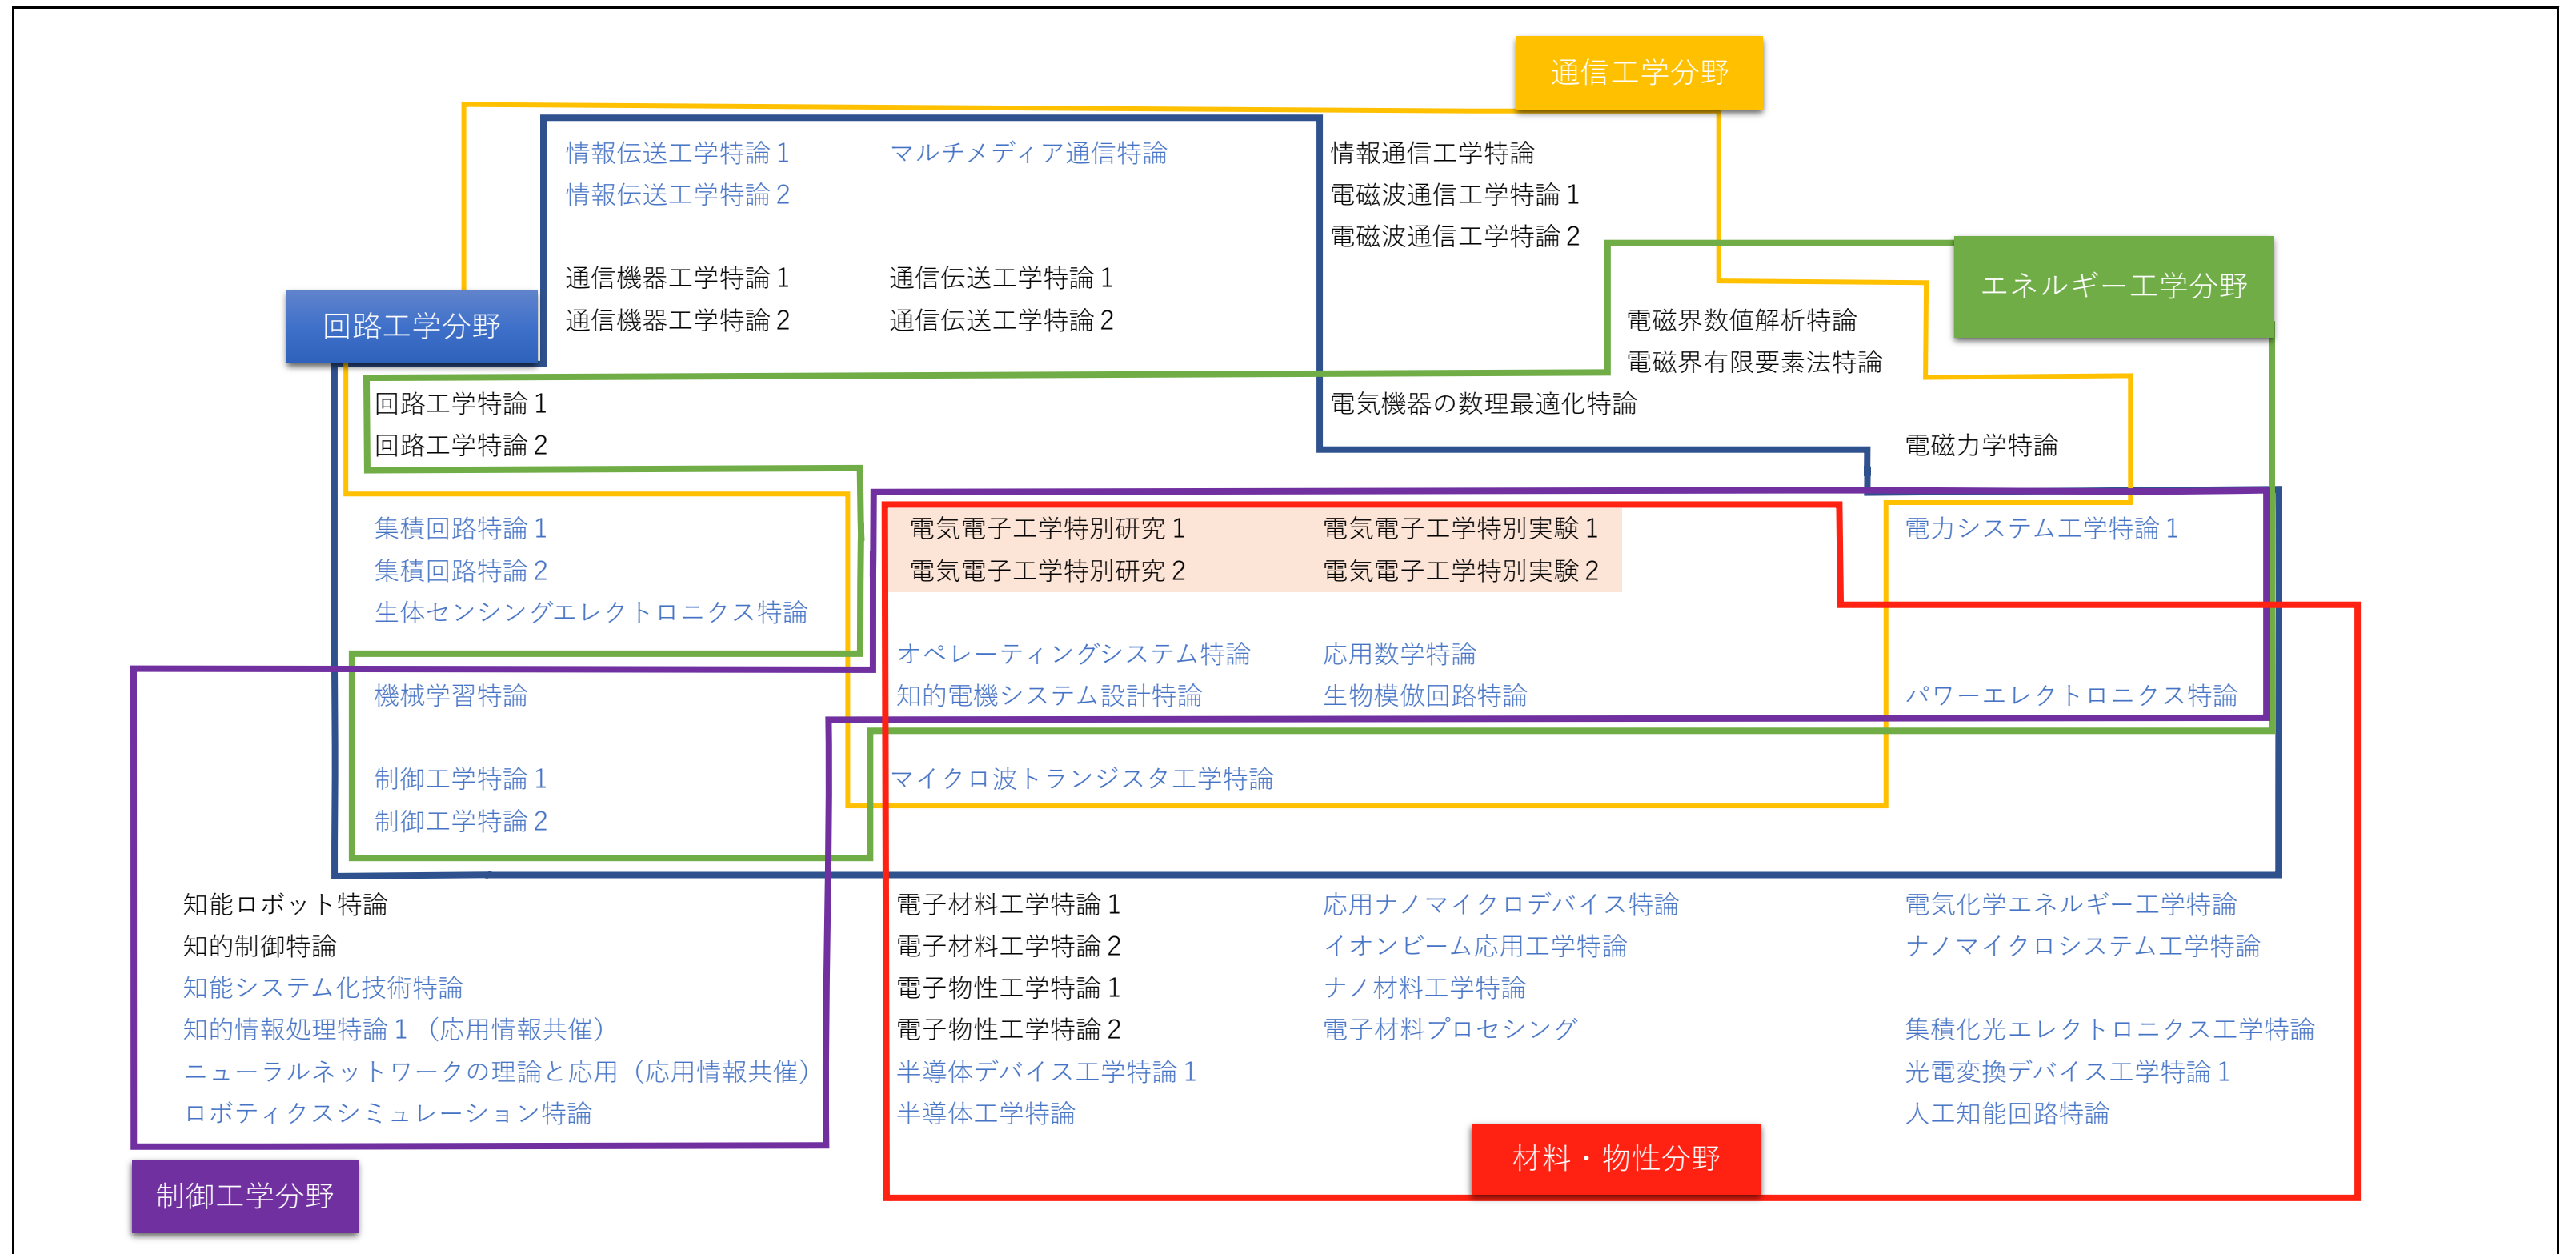 通信工学分野
情報伝送工学特論1
マルチメディア通信特論
情報通信工学特論
情報伝送工学特論2
電磁波通信工学特論1
電磁波通信工学特論2
エネルギー工学分野
通信機器工学特論1
通信伝送工学特論1
回路工学分野
通信機器工学特論2
通信伝送工学特論2
電磁界数値解析特論
電磁界有限要素法特論
回路工学特論1
電気機器の数理最適化特論
回路工学特論2
電磁力学特論
集積回路特論1
電気電子工学特別研究1
電気電子工学特別実験1
電力システム工学特論1
集積回路特論2
電気電子工学特別研究2
電気電子工学特別実験2
生体センシングエレクトロニクス特論
オペレーティングシステム特論
応用数学特論
機械学習特論
知的電機システム設計特論
生物模倣回路特論
パワーエレクトロニクス特論
制御工学特論1
マイクロ波トランジスタ工学特論
制御工学特論2
知能ロボット特論
電子材料工学特論1
応用ナノマイクロデバイス特論
電気化学エネルギー工学特論
知的制御特論
電子材料工学特論2
イオンビーム応用工学特論
ナノマイクロシステム工学特論
知能システム化技術特論
電子物性工学特論1
ナノ材料工学特論
知的情報処理特論1（応用情報共催）
電子物性工学特論2
電子材料プロセシング
集積化光エレクトロニクス工学特論
ニューラルネットワークの理論と応用（応用情報共催）
半導体デバイス工学特論1
光電変換デバイス工学特論1
ロボティクスシミュレーション特論
半導体工学特論
人工知能回路特論
材料・物性分野
制御工学分野